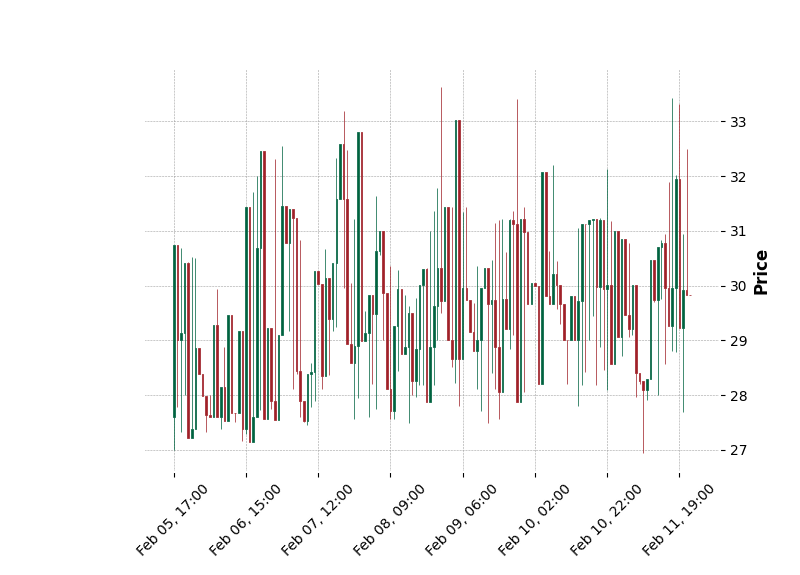 33
32
31
30
29
28
27
Price
Feb 05, 17:00
Feb 06, 15:00
Feb 07, 12:00
Feb 08, 09:00
Feb 09, 06:00
Feb 10, 02:00
Feb 10, 22:00
Feb 11, 19:00